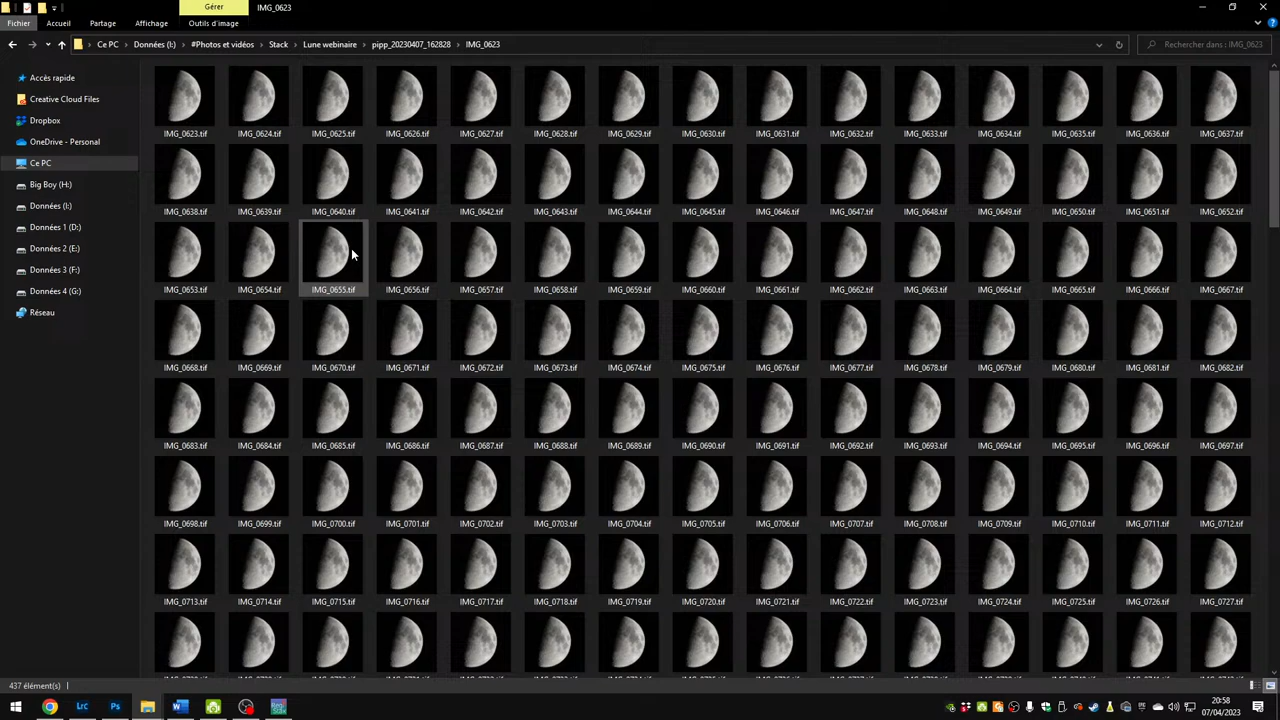 Gérer
IMG_0623
Fichier
Accueil
Partage
Affichage
Outils d'image
Ce PC
Données (I:)
#Photos et vidéos
Stack
Lune webinaire
pipp_20230407_162828
IMG_0623
Rechercher dans : IMG_0623
Accès rapide
Creative Cloud Files
Dropbox
OneDrive - Personal
Ce PC
Big Boy (H:)
Données (I:)
Données 1 (D:)
Données 2 (E:)
Données 3 (F:)
Données 4 (G:)
Réseau
IMG_0623.tif IMG_0624.tif IMG_0625.tif IMG_0626.tif IMG_0627.tif IMG_0628.tif IMG_0629.tif IMG_0630.tif IMG_0631.tif IMG_0632.tif IMG_0633.tif IMG_0634.tif IMG_0635.tif IMG_0636.tif IMG_0637.tif
IMG_0638.tif IMG_0639.tif IMG_0640.tif IMG_0641.tif IMG_0642.tif IMG_0643.tif IMG_0644.tif IMG_0645.tif IMG_0646.tif IMG_0647.tif IMG_0648.tif IMG_0649.tif IMG_0650.tif IMG_0651.tif IMG_0652.tif
IMG_0653.tif IMG_0654.tif IMG_0655.tif IMG_0656.tif IMG_0657.tif IMG_0658.tif IMG_0659.tif IMG_0660.tif IMG_0661.tif IMG_0662.tif IMG_0663.tif IMG_0664.tif IMG_0665.tif IMG_0666.tif IMG_0667.tif
IMG_0668.tif IMG_0669.tif IMG_0670.tif IMG_0671.tif IMG_0672.tif IMG_0673.tif IMG_0674.tif IMG_0675.tif IMG_0676.tif IMG_0677.tif IMG_0678.tif IMG_0679.tif IMG_0680.tif IMG_0681.tif IMG_0682.tif
IMG_0683.tif IMG_0684.tif IMG_0685.tif IMG_0686.tif IMG_0687.tif IMG_0688.tif IMG_0689.tif IMG_0690.tif IMG_0691.tif IMG_0692.tif IMG_0693.tif IMG_0694.tif IMG_0695.tif IMG_0696.tif IMG_0697.tif
IMG_0698.tif IMG_0699.tif IMG_0700.tif IMG_0701.tif IMG_0702.tif IMG_0703.tif IMG_0704.tif IMG_0705.tif IMG_0706.tif IMG_0707.tif IMG_0708.tif IMG_0709.tif IMG_0710.tif IMG_0711.tif IMG_0712.tif
IMG_0713.tif IMG_0714.tif IMG_0715.tif IMG_0716.tif IMG_0717.tif IMG_0718.tif IMG_0719.tif IMG_0720.tif IMG_0721.tif IMG_0722.tif IMG_0723.tif IMG_0724.tif IMG_0725.tif IMG_0726.tif IMG_0727.tif
437 élément(s)
Lrc
Ps
20:58
07/04/2023